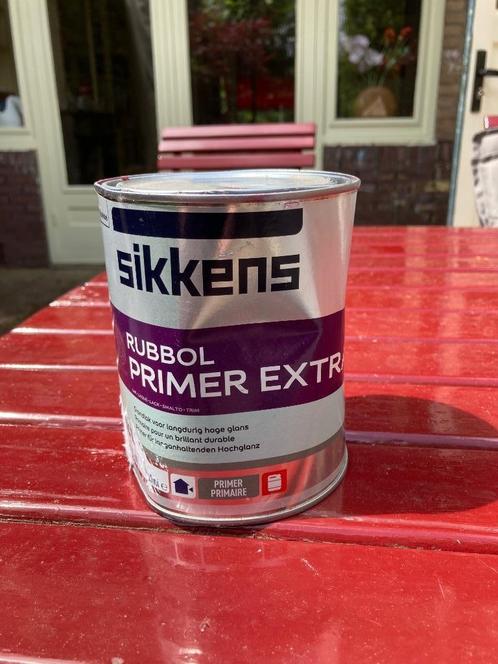 sikkens
RUBBOL
PRIMER EXTRA
Grondlak voor langdurig hoge glans
Primaire pour un brillant durable
Primer für langanhaltenden Hochglanz
PRIMER
PRIMAIRE